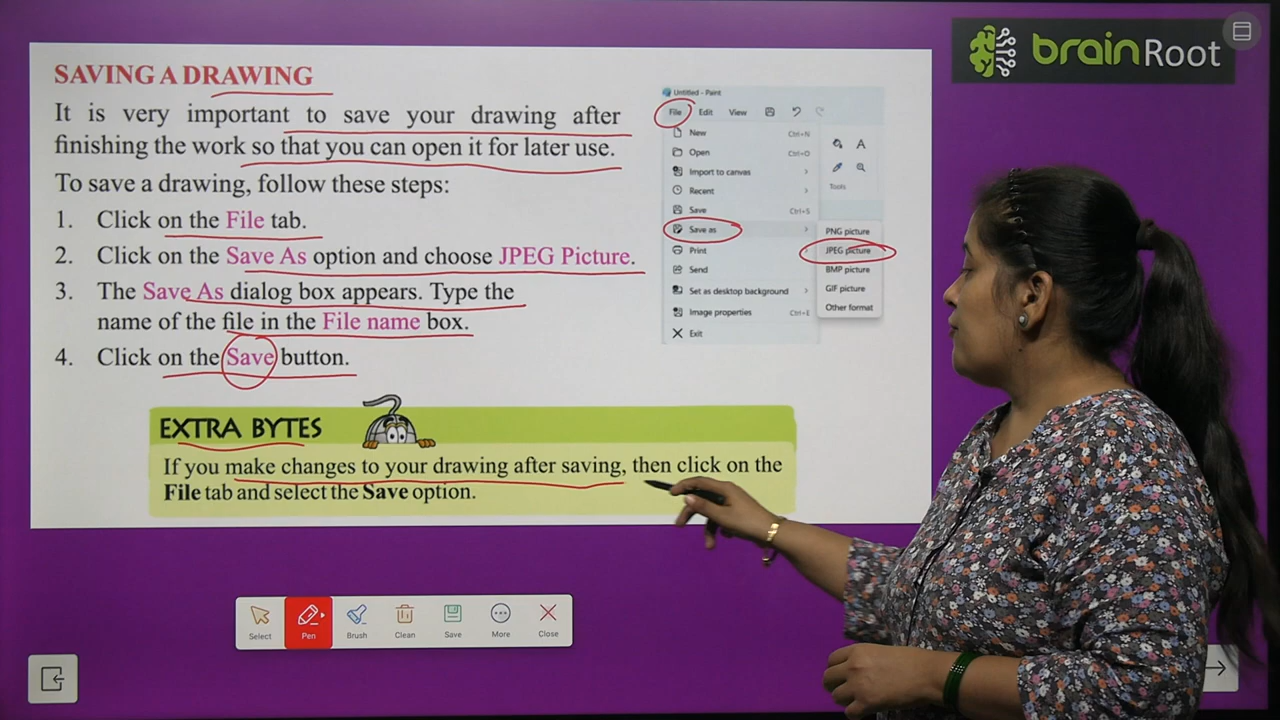 SAVING A DRAWING
It is very important to save your drawing after
finishing the work so that you can open it for later use.
To save a drawing, follow these steps:
1. Click on the File tab.
2. Click on the Save As option and choose JPEG Picture.
3. The Save As dialog box appears. Type the
name of the file in the File name box.
4. Click on the Save button.
EXTRA BYTES
If you make changes to your drawing after saving, then click on the
File tab and select the Save option.
Untitled - Paint
File Edit View
New Ctrl+N
Open Ctrl+O
Import to canvas
Recent
Save Ctrl+S
Save as
Print
Send
Set as desktop background
Image properties Ctrl+E
Exit
A
Tools
PNG picture
JPEG picture
BMP picture
GIF picture
Other format
brainRoot
Select Pen Brush Clean Save More Close